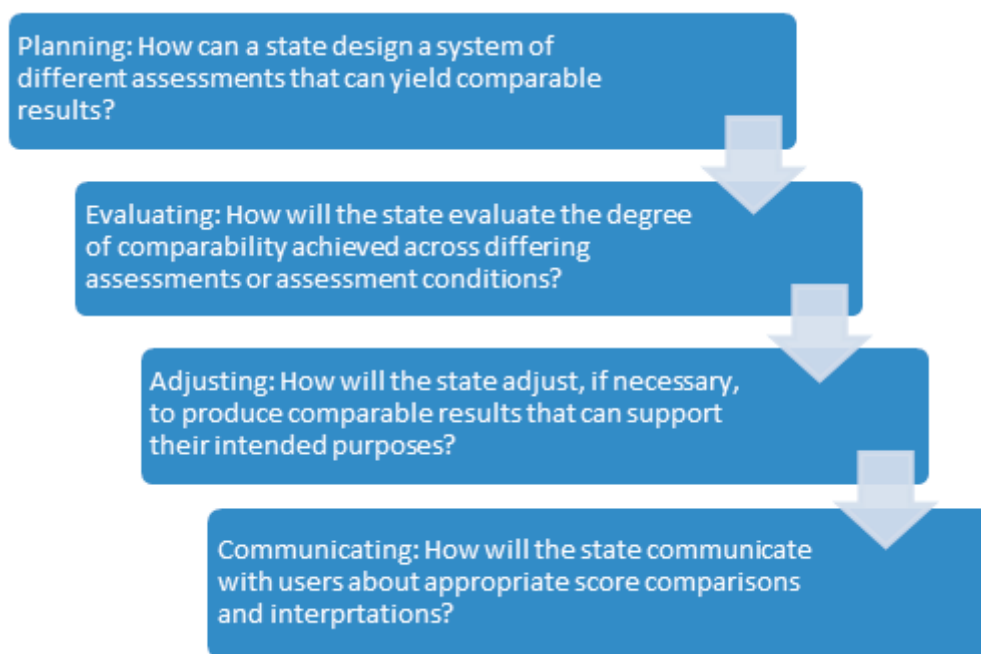 Planning: How can a state design a system of
different assessments that can yield comparable
results?
Evaluating: How will the state evaluate the degree
of comparability achieved across differing
assessments or assessment conditions?
Adjusting: How will the state adjust, if necessary,
to produce comparable results that can support
their intended purposes?
Communicating: How will the state communicate
with users about appropriate score comparisons
and interprtations?